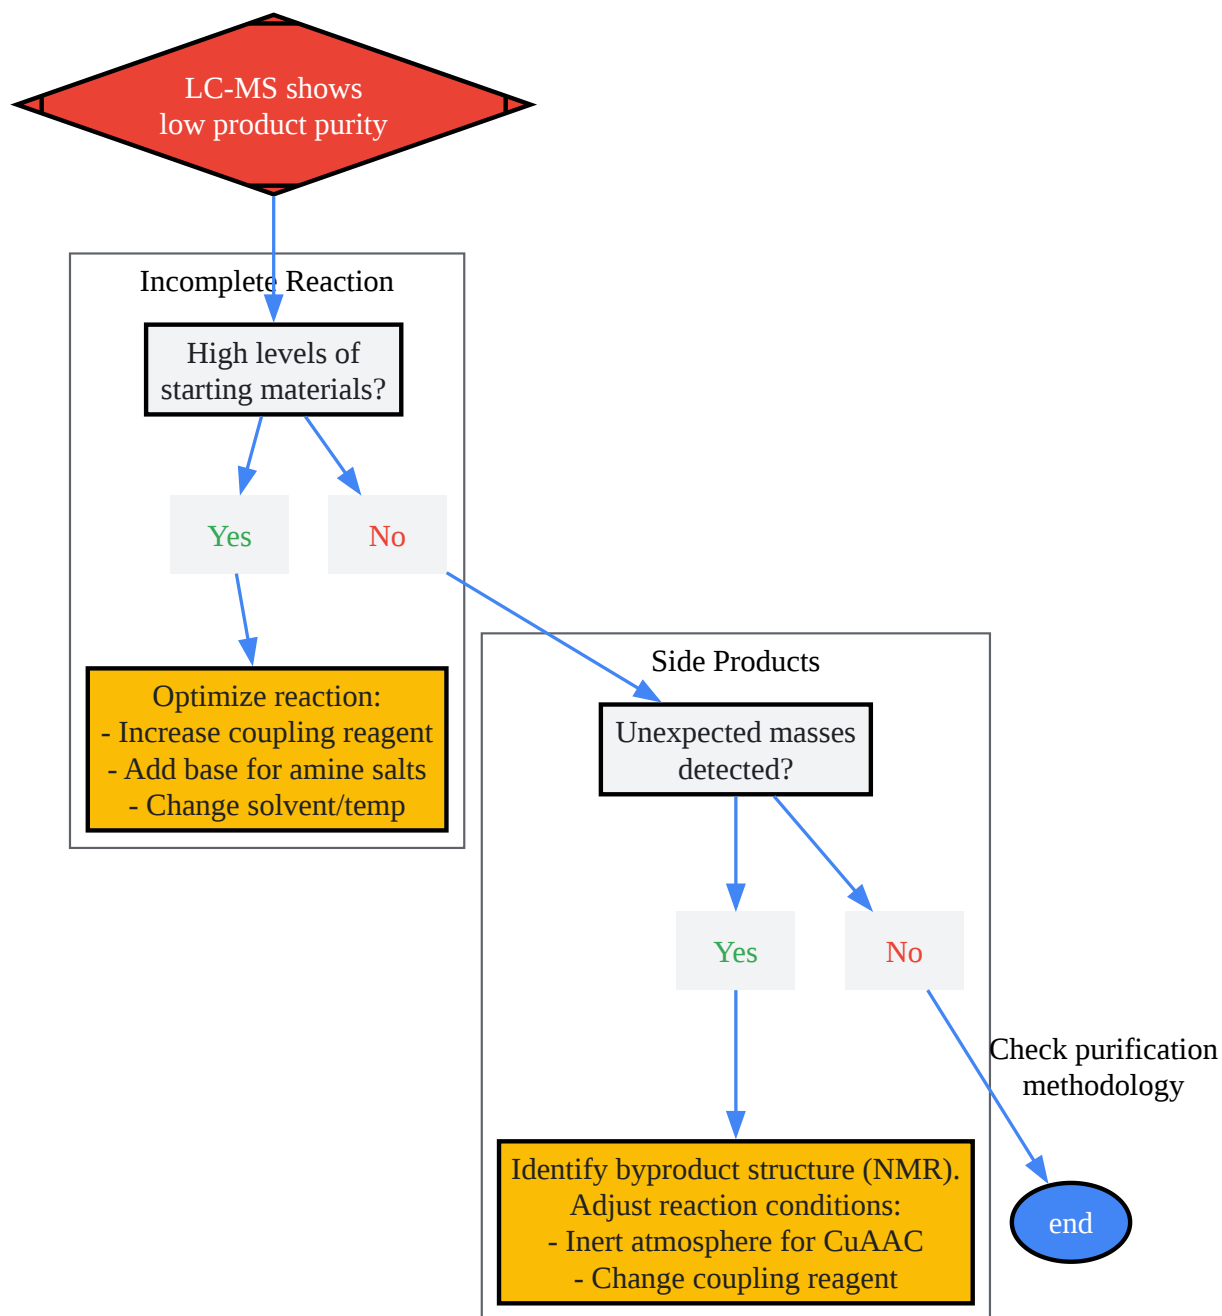 LC-MS shows
low product purity
Incomplete Reaction
High levels of
starting materials?
Yes
No
Optimize reaction:
- Increase coupling reagent
- Add base for amine salts
- Change solvent/temp
Side Products
Unexpected masses
detected?
Yes
No
Check purification
methodology
Identify byproduct structure (NMR).
Adjust reaction conditions:
- Inert atmosphere for CuAAC
- Change coupling reagent
end